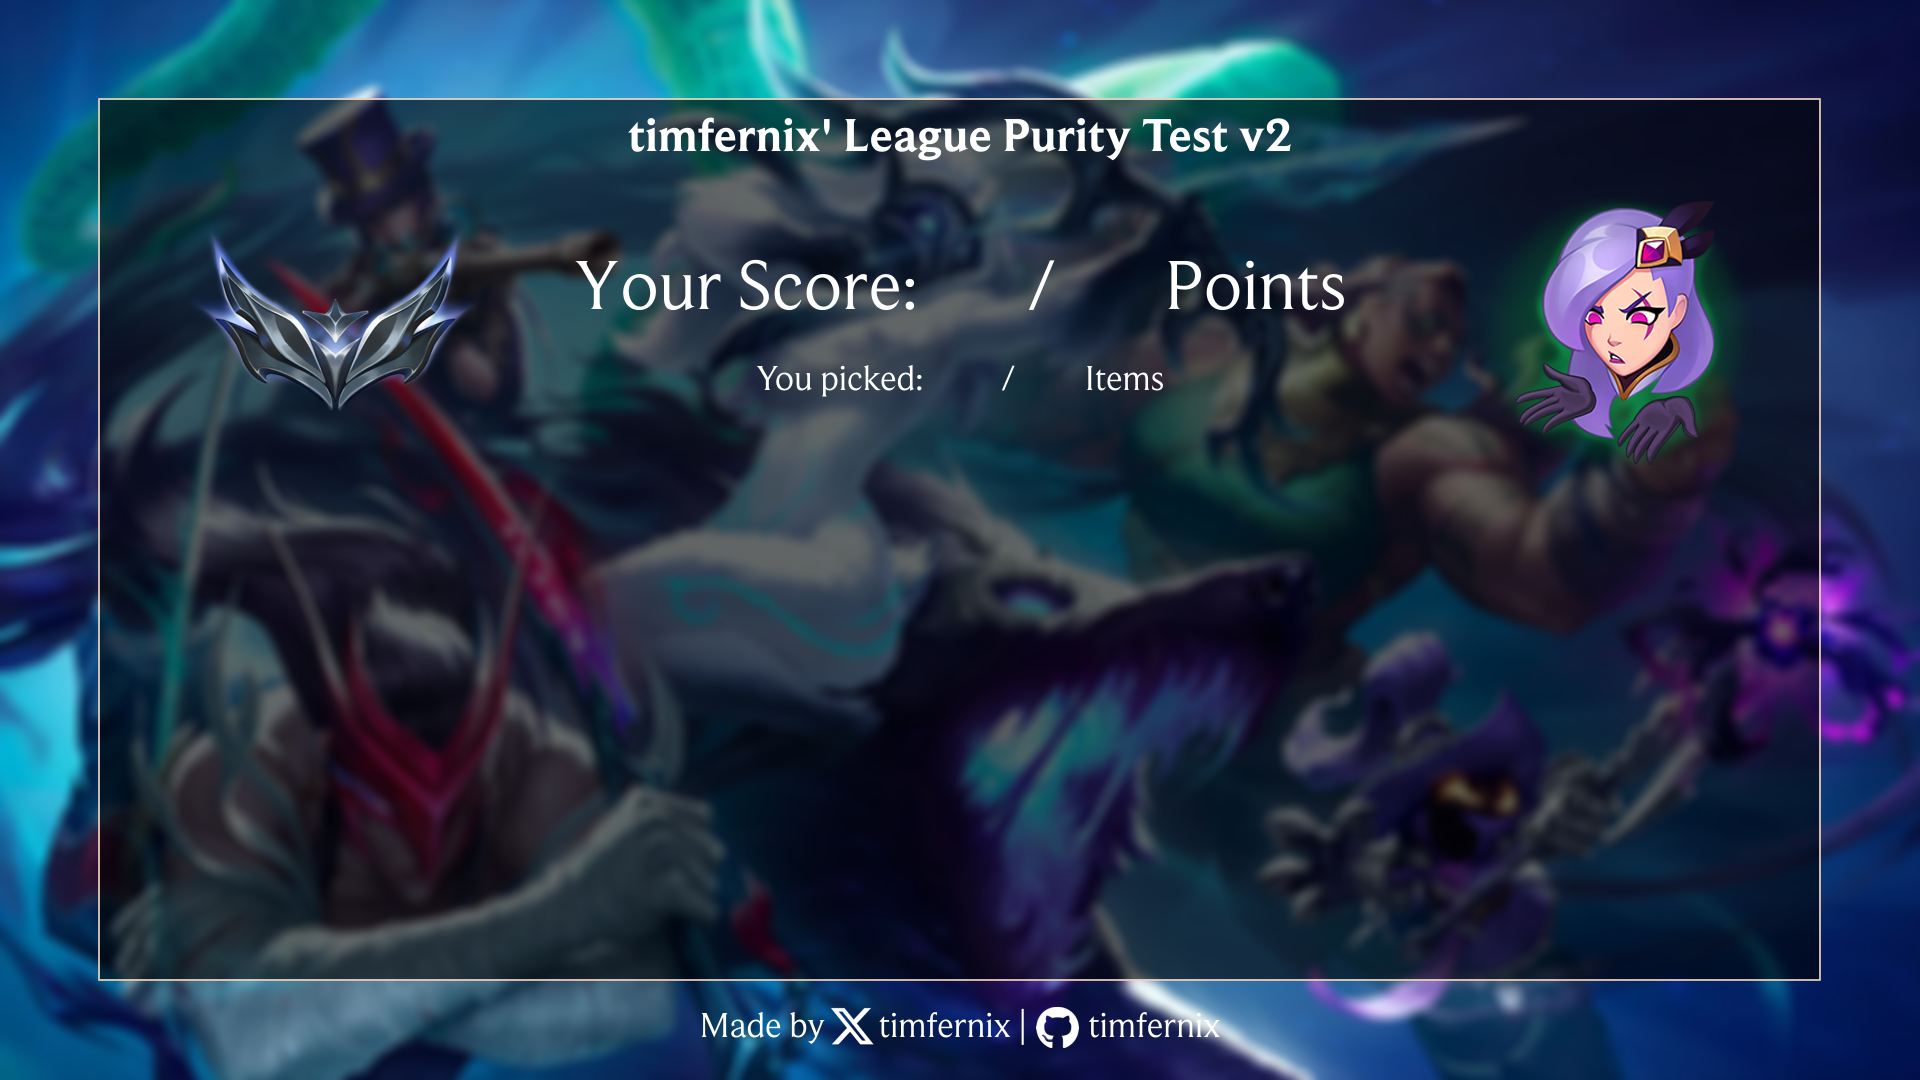 timfernix' League Purity Test v2
Your Score: / Points
You picked: / Items
Made by timfernix | timfernix